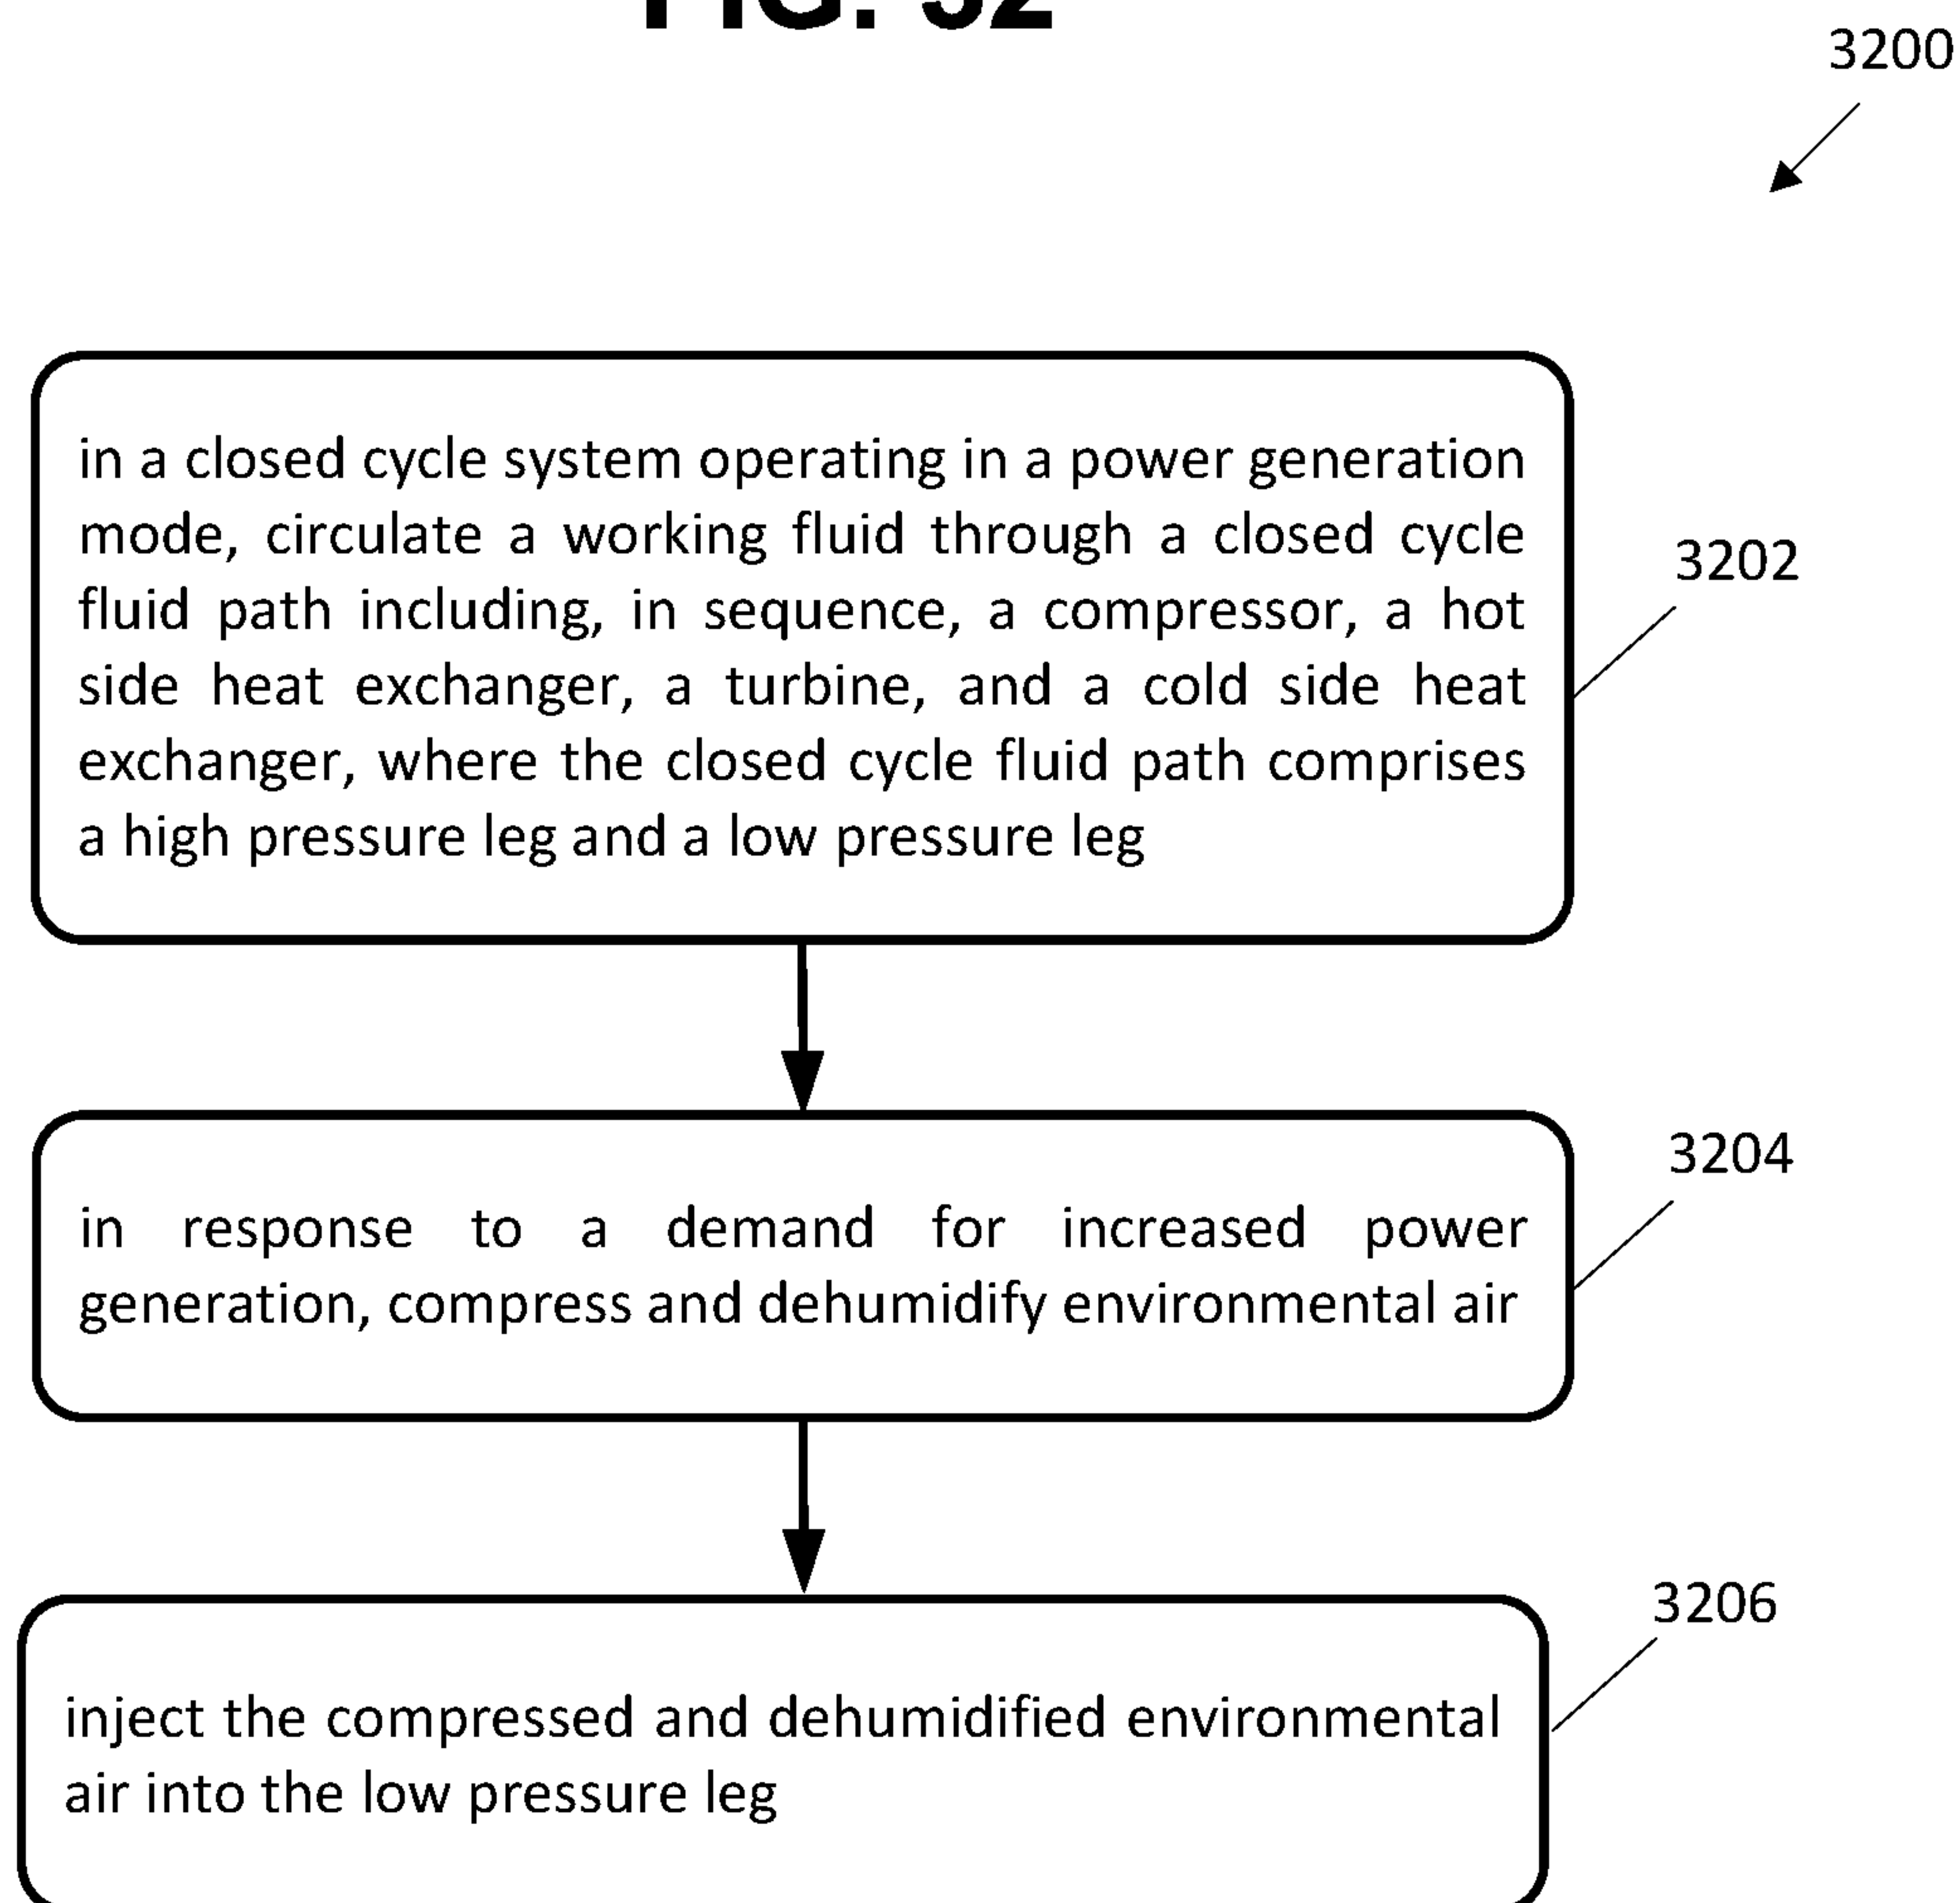 FIG. 32
3200
in a closed cycle system operating in a power generation
mode, circulate a working fluid through a closed cycle
fluid path including, in sequence, a compressor, a hot
side heat exchanger, a turbine, and a cold side heat
exchanger, where the closed cycle fluid path comprises
a high pressure leg and a low pressure leg
3202
in response to a demand for increased power
generation, compress and dehumidify environmental air
3204
inject the compressed and dehumidified environmental
air into the low pressure leg
3206